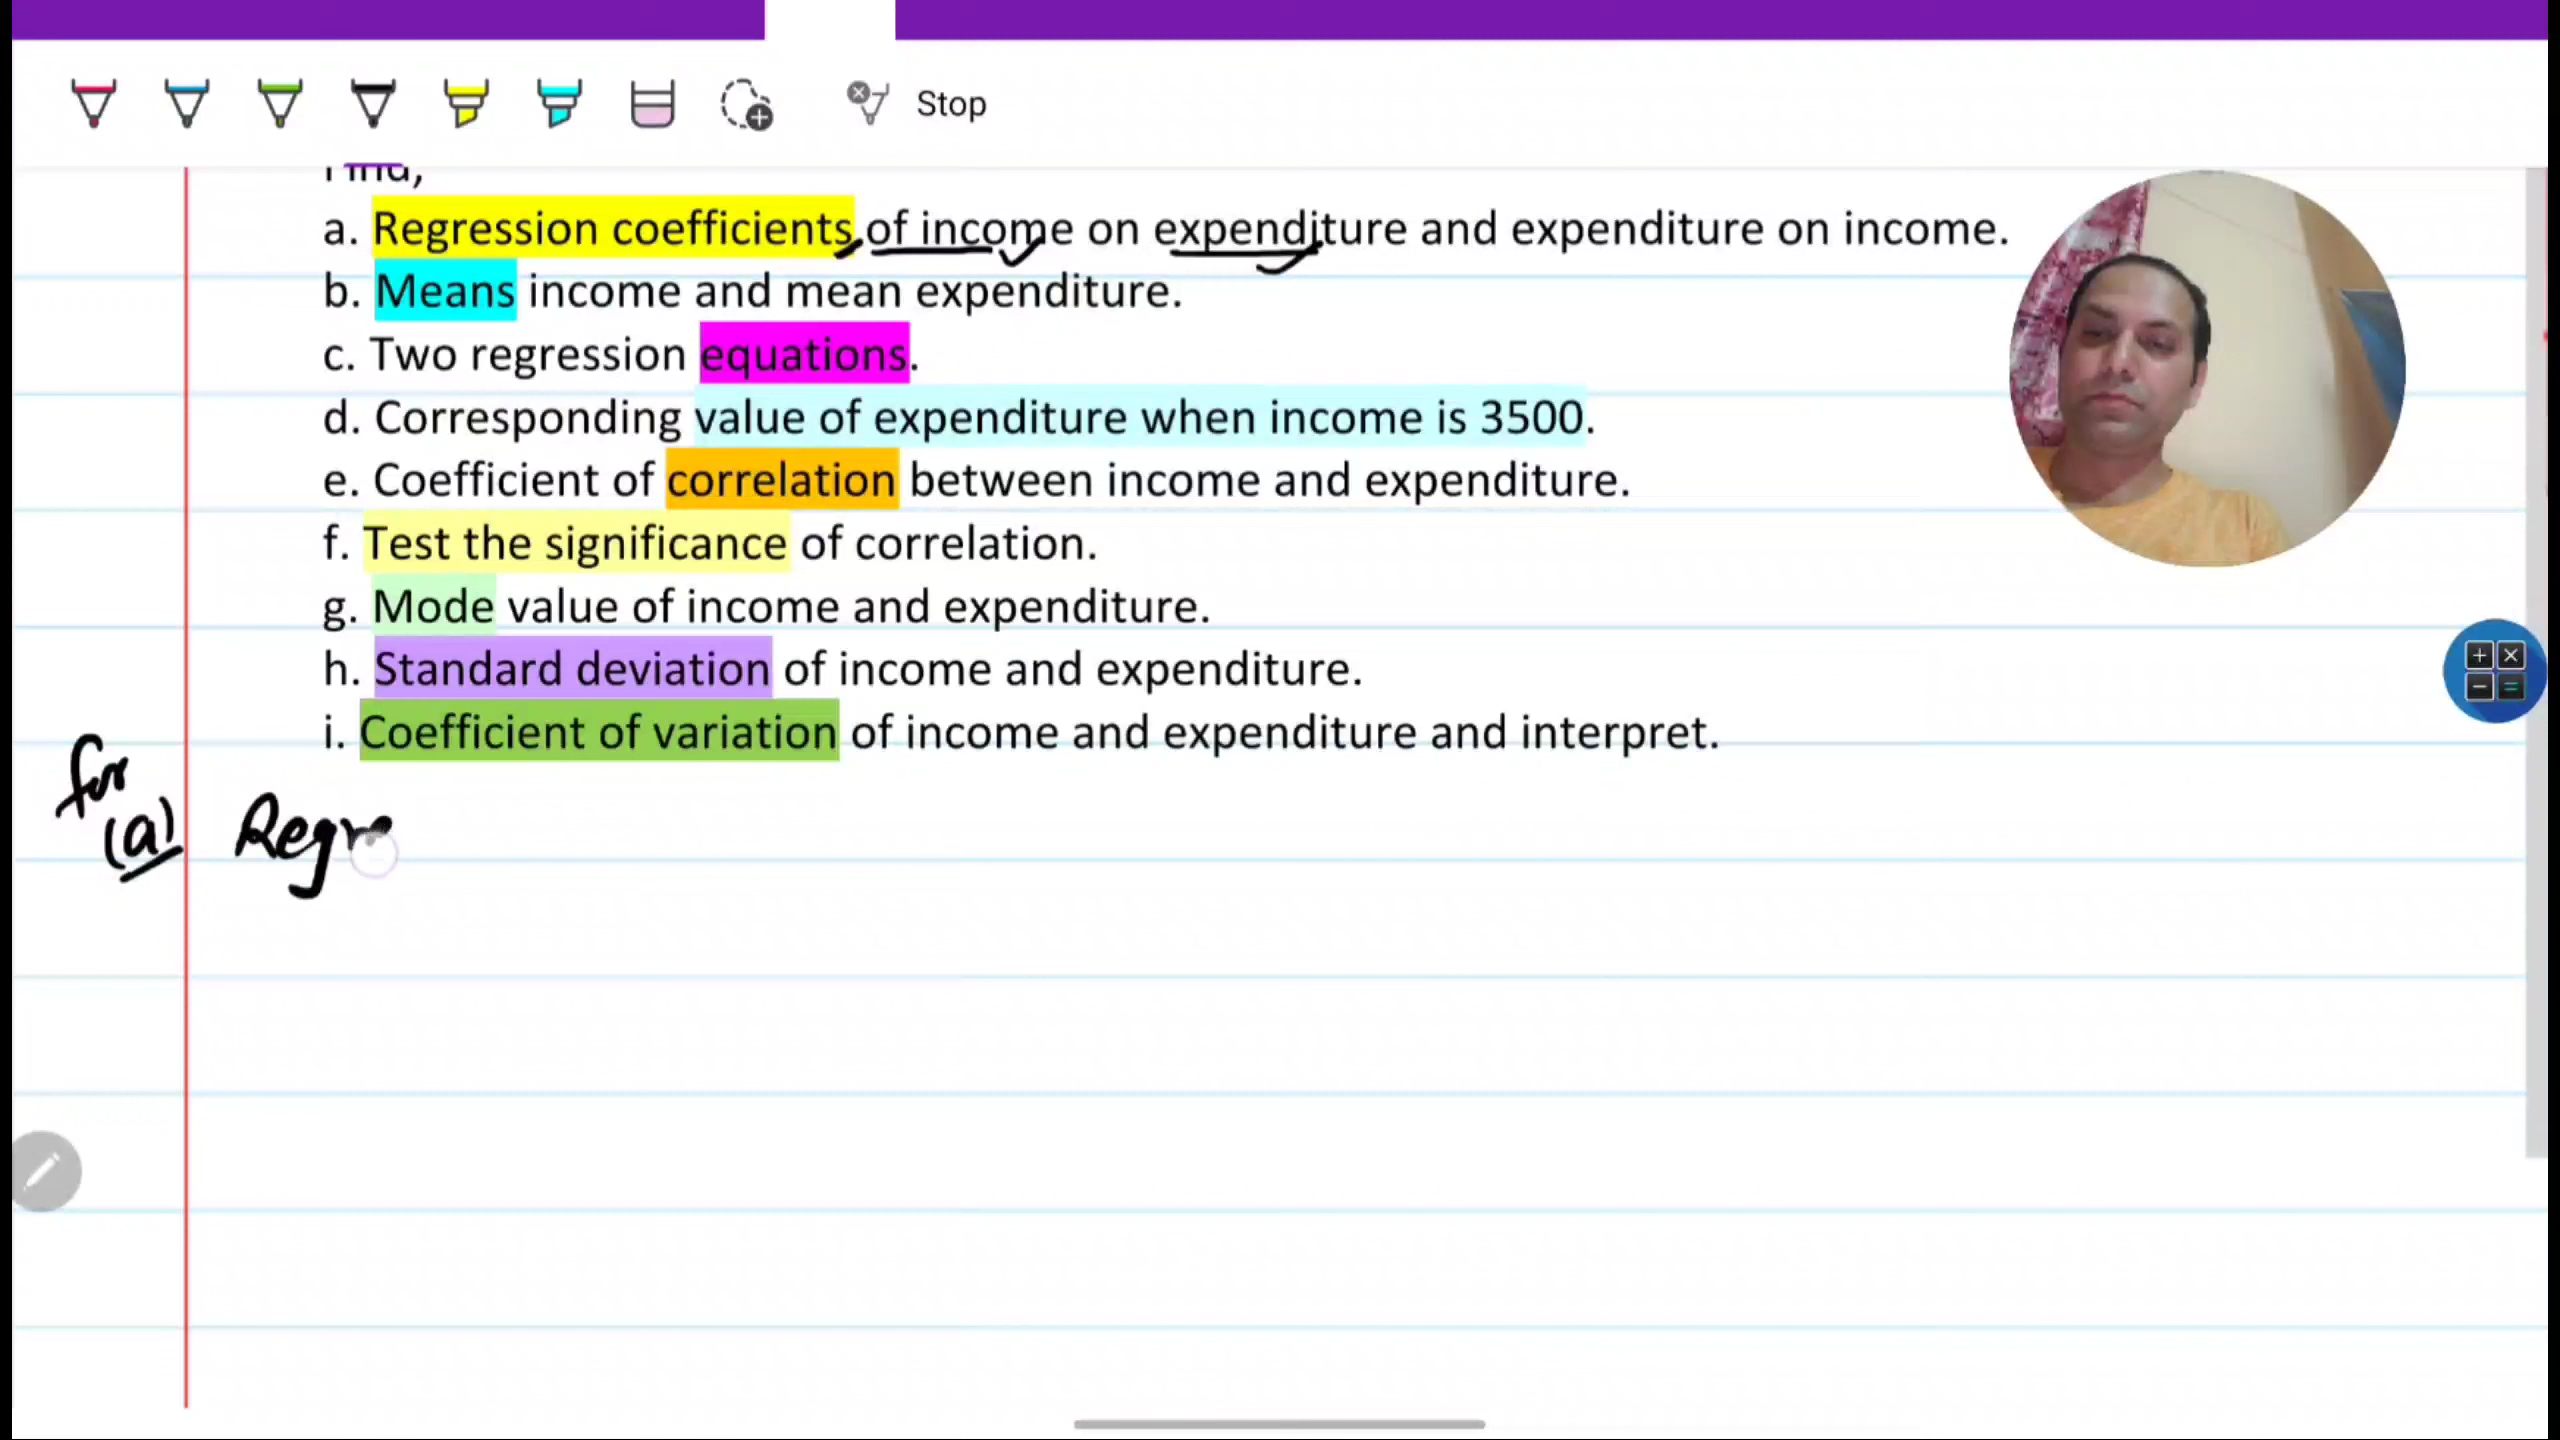 Stop
Find,
a. Regression coefficients of income on expenditure and expenditure on income.
b. Means income and mean expenditure.
c. Two regression equations.
d. Corresponding value of expenditure when income is 3500.
e. Coefficient of correlation between income and expenditure.
f. Test the significance of correlation.
g. Mode value of income and expenditure.
h. Standard deviation of income and expenditure.
i. Coefficient of variation of income and expenditure and interpret.
for
(a) Regre